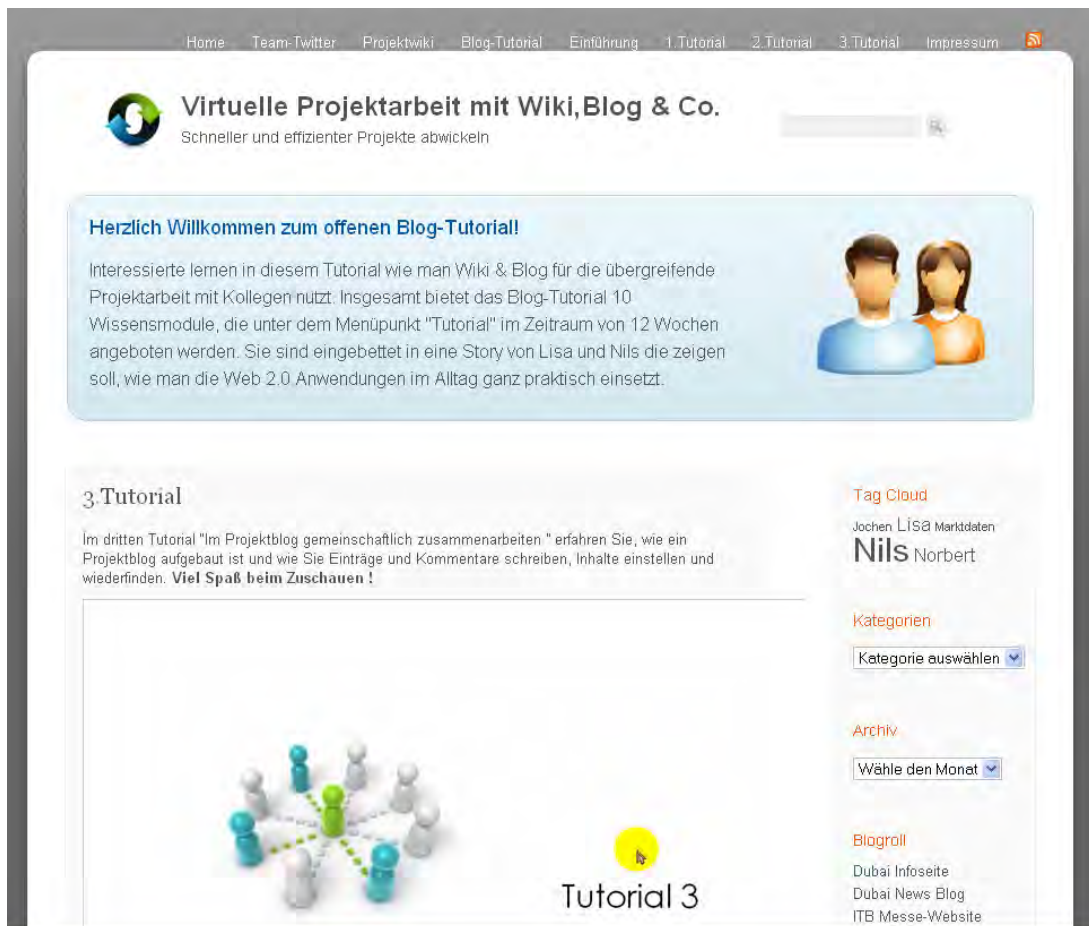 Home Team-Twitter Projektwiki Blog-Tutorial Einführung 1.Tutorial 2.Tutorial 3.Tutorial Impressum
Virtuelle Projektarbeit mit Wiki,Blog & Co.
Schneller und effizienter Projekte abwickeln
Herzlich Willkommen zum offenen Blog-Tutorial!
Interessierte lernen in diesem Tutorial wie man Wiki & Blog für die übergreifende
Projektarbeit mit Kollegen nutzt. Insgesamt bietet das Blog-Tutorial 10
Wissensmodule, die unter dem Menüpunkt "Tutorial" im Zeitraum von 12 Wochen
angeboten werden. Sie sind eingebettet in eine Story von Lisa und Nils die zeigen
soll, wie man die Web 2.0 Anwendungen im Alltag ganz praktisch einsetzt.
3.Tutorial
Im dritten Tutorial "Im Projektblog gemeinschaftlich zusammenarbeiten " erfahren Sie, wie ein
Projektblog aufgebaut ist und wie Sie Einträge und Kommentare schreiben, Inhalte einstellen und
wiederfinden. Viel Spaß beim Zuschauen !
Tutorial 3
Tag Cloud
Jochen Lisa Marktdaten
Nils Norbert
Kategorien
Kategorie auswählen
Archiv
Wähle den Monat
Blogroll
Dubai Infoseite
Dubai News Blog
ITB Messe-Website